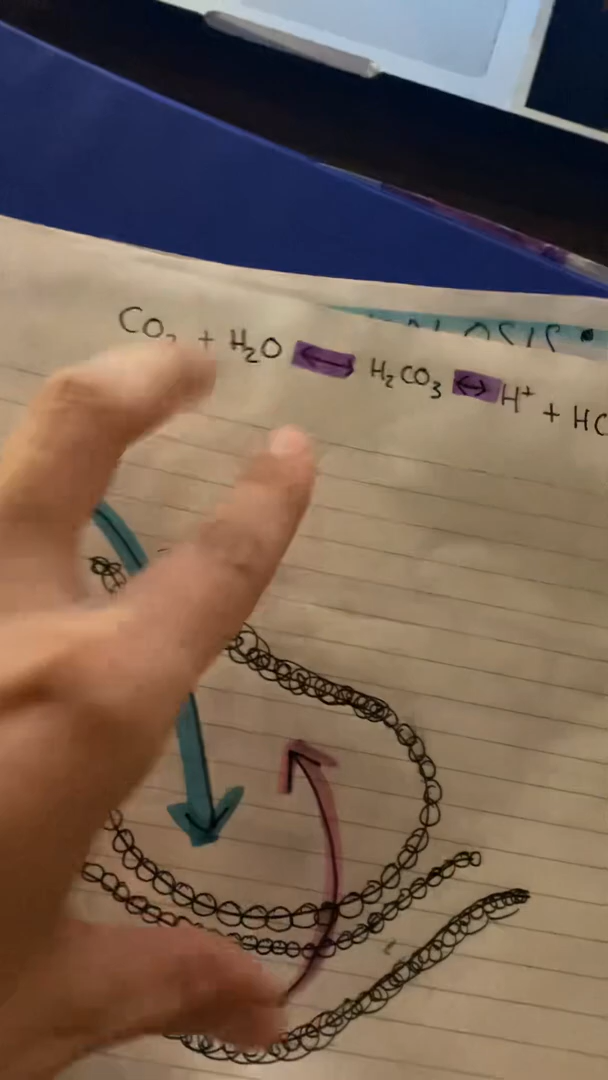 CO₂ + H₂O ↔ H₂CO₃ ↔ H⁺ + HC